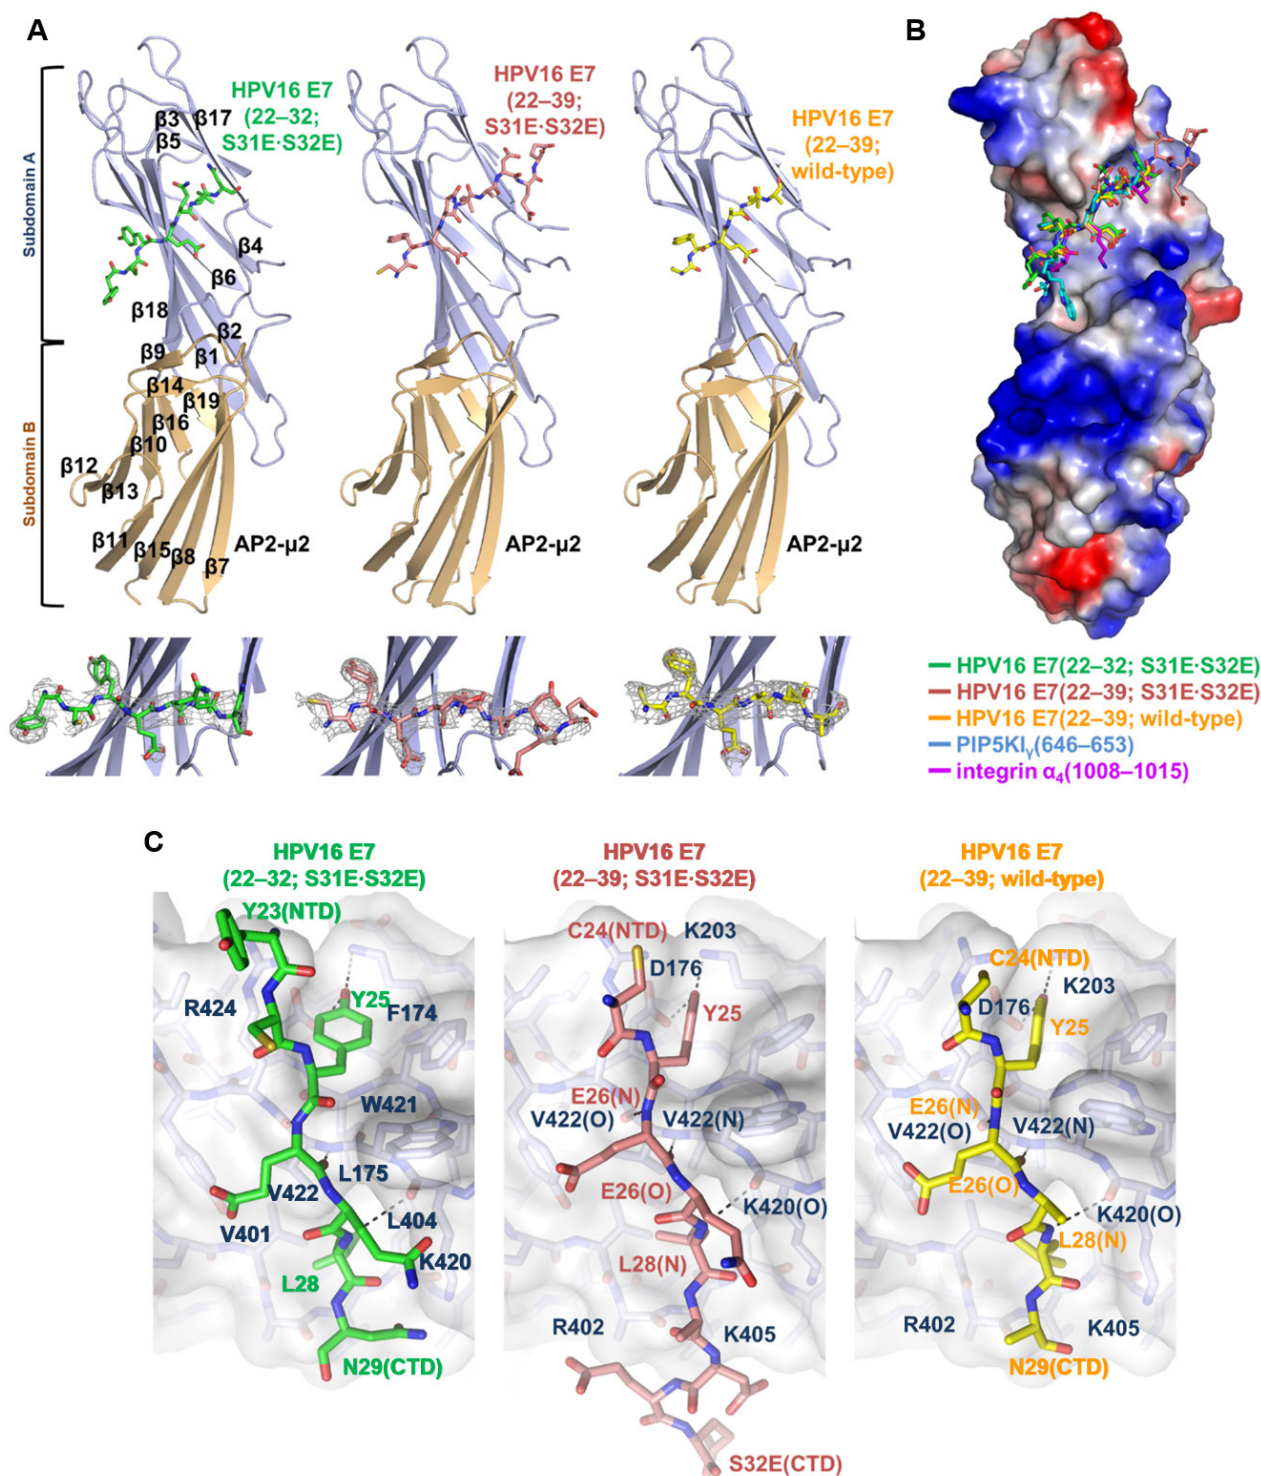 A
B
HPV16 E7
(22–32;
S31E·S32E)
HPV16 E7
(22–39;
S31E·S32E)
HPV16 E7
(22–39;
wild-type)
Subdomain A
Subdomain B
β3
β17
β5
β4
β6
β18
β2
β9
β1
β14
β19
β16
β10
β12
β13
β11
β15
β8
β7
AP2-μ2
AP2-μ2
AP2-μ2
HPV16 E7(22–32; S31E·S32E)
HPV16 E7(22–39; S31E·S32E)
HPV16 E7(22–39; wild-type)
PIP5KIγ(646–653)
integrin α4(1008–1015)
C
HPV16 E7
(22–32; S31E·S32E)
Y23(NTD)
Y25
R424
F174
W421
L175
V422
V401
L404
K420
L28
N29(CTD)
HPV16 E7
(22–39; S31E·S32E)
C24(NTD)
K203
D176
Y25
E26(N)
V422(O)
V422(N)
E26(O)
K420(O)
L28(N)
R402
K405
S32E(CTD)
HPV16 E7
(22–39; wild-type)
C24(NTD)
K203
D176
Y25
E26(N)
V422(O)
V422(N)
E26(O)
K420(O)
L28(N)
R402
K405
N29(CTD)